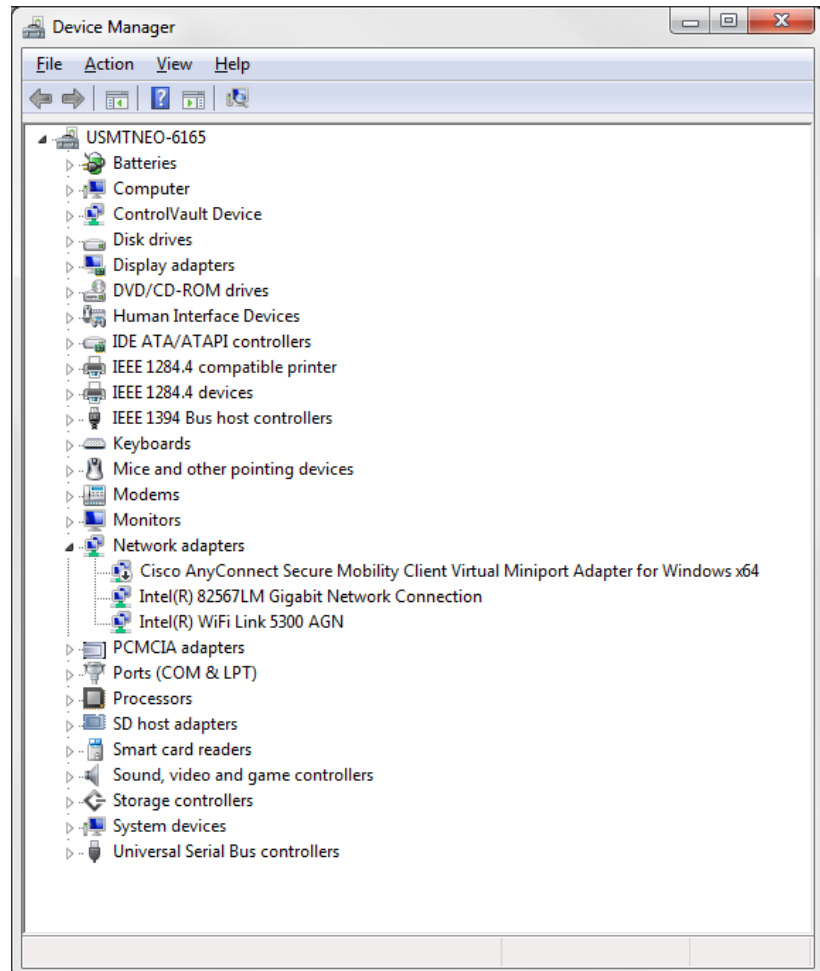 Device Manager
File Action View Help
USMTNEO-6165
Batteries
Computer
ControlVault Device
Disk drives
Display adapters
DVD/CD-ROM drives
Human Interface Devices
IDE ATA/ATAPI controllers
IEEE 1284.4 compatible printer
IEEE 1284.4 devices
IEEE 1394 Bus host controllers
Keyboards
Mice and other pointing devices
Modems
Monitors
Network adapters
Cisco AnyConnect Secure Mobility Client Virtual Miniport Adapter for Windows x64
Intel(R) 82567LM Gigabit Network Connection
Intel(R) WiFi Link 5300 AGN
PCMCIA adapters
Ports (COM & LPT)
Processors
SD host adapters
Smart card readers
Sound, video and game controllers
Storage controllers
System devices
Universal Serial Bus controllers